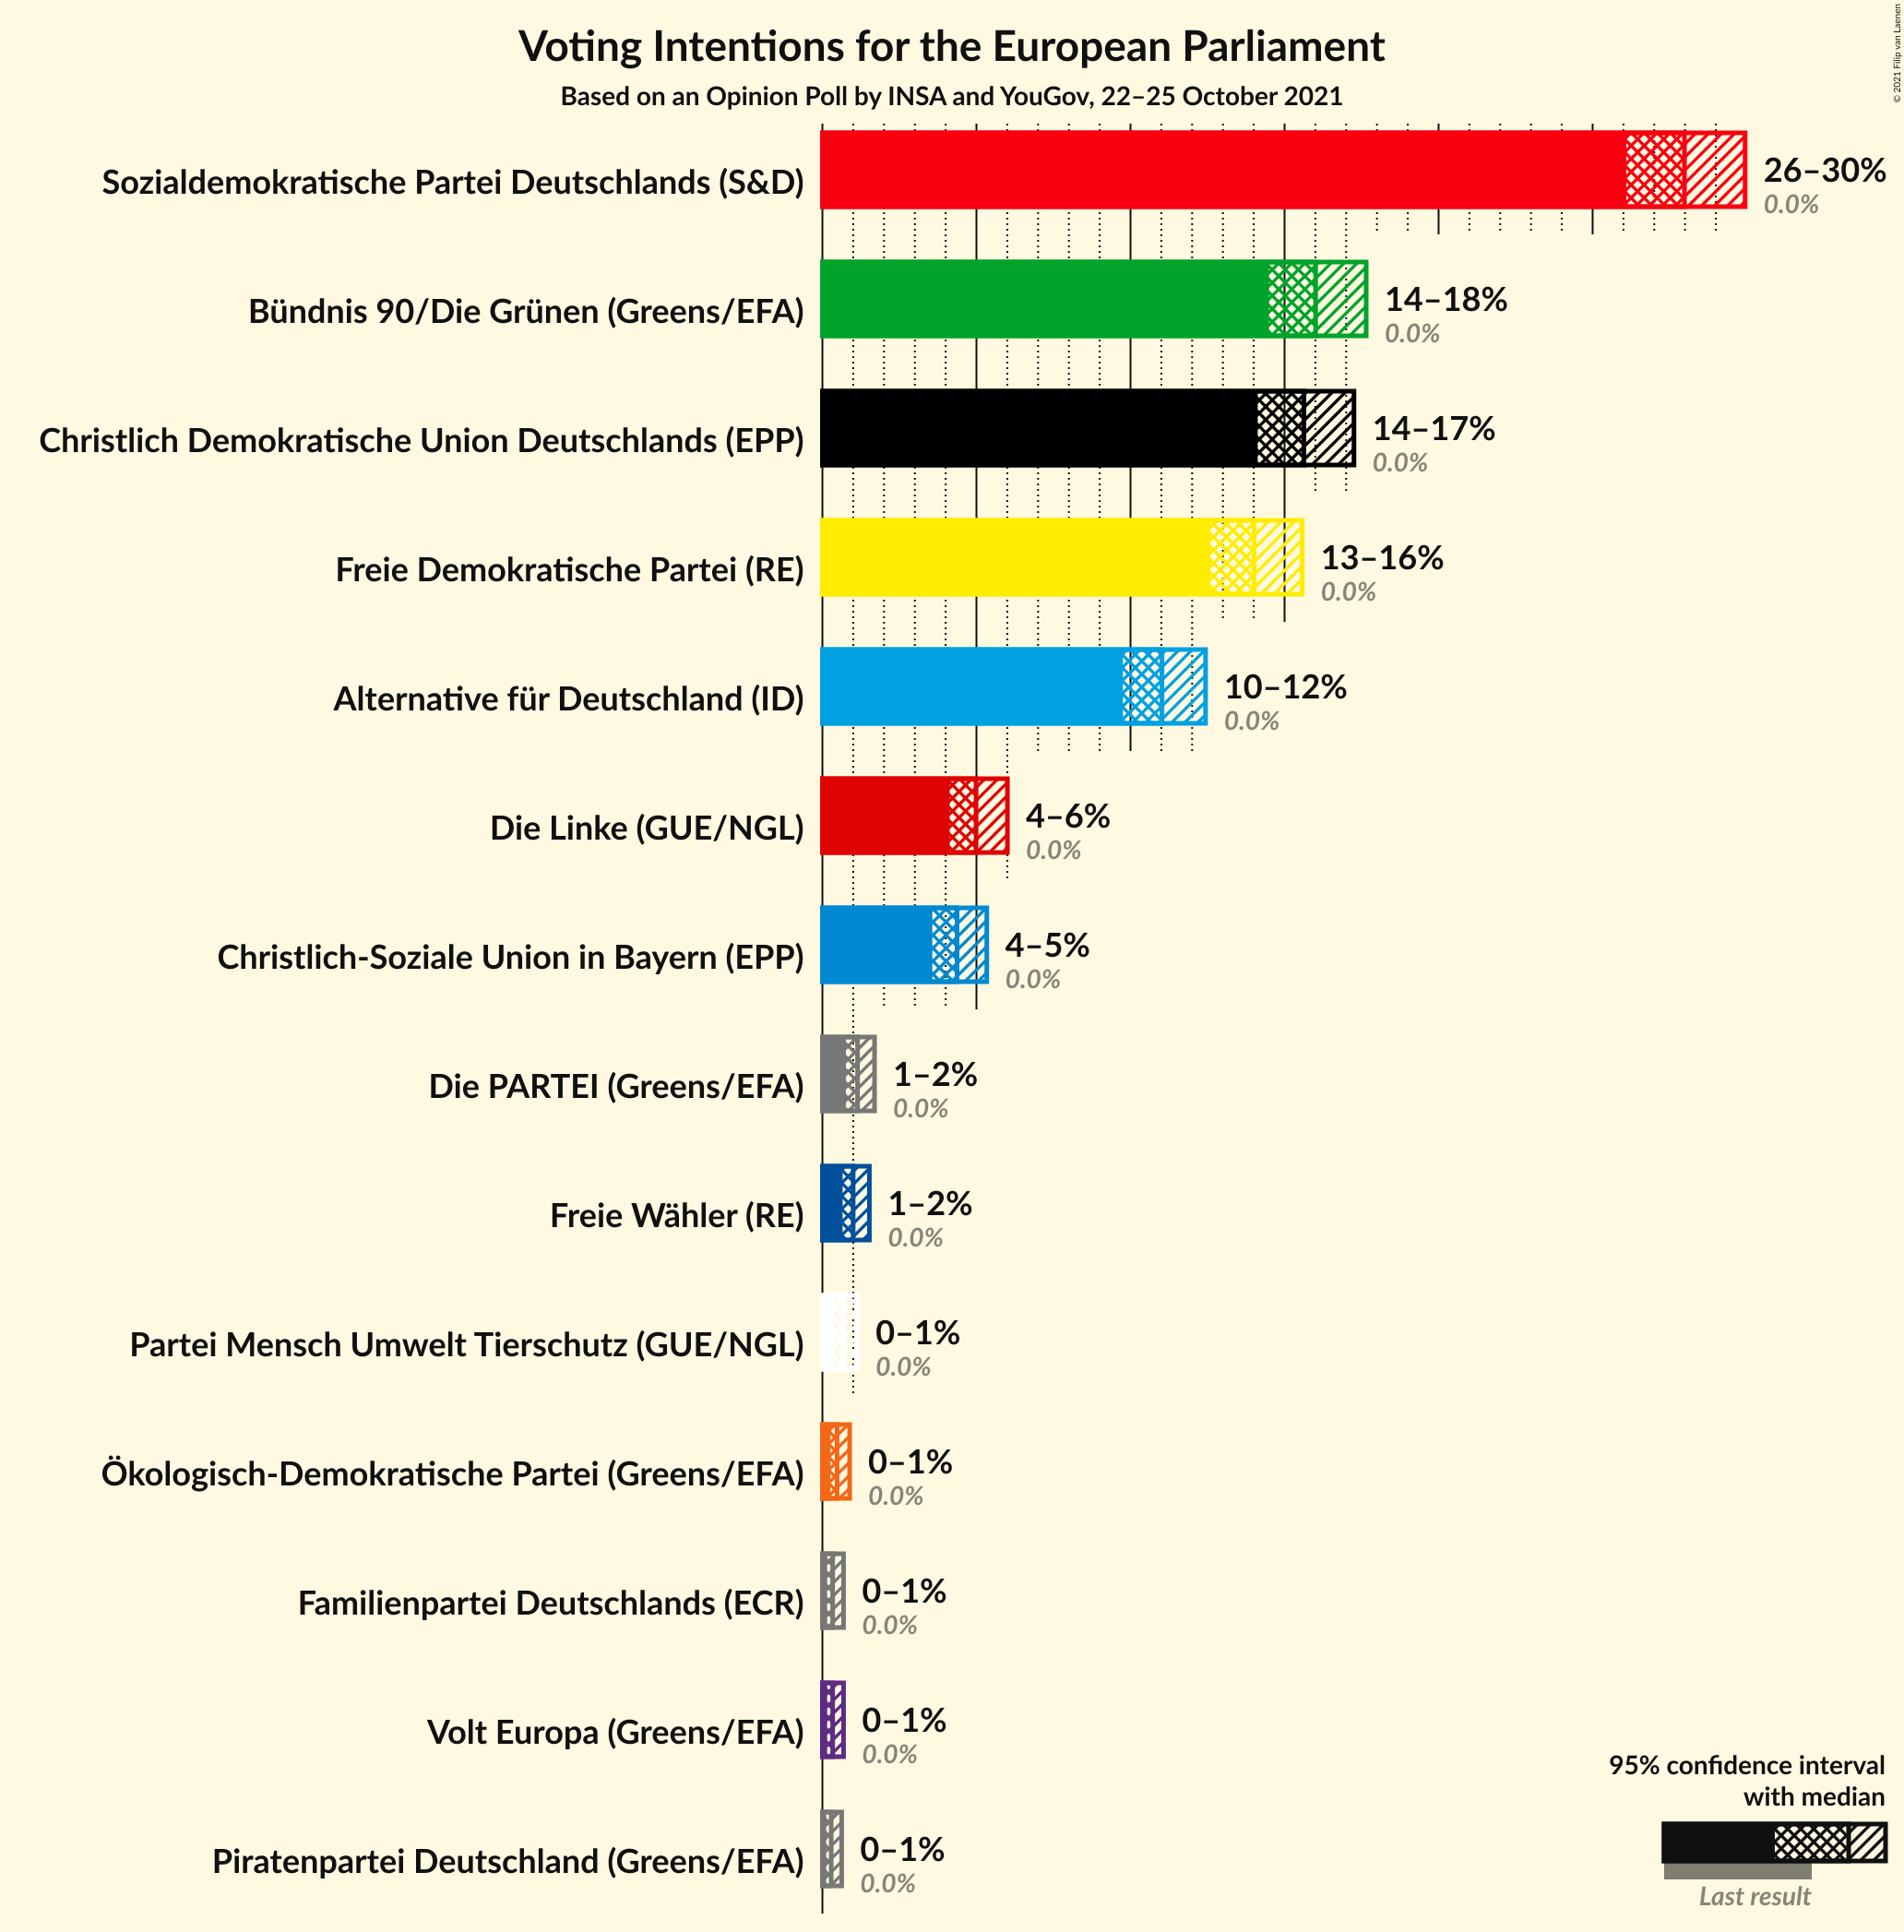 Voting Intentions for the European Parliament
Based on an Opinion Poll by INSA and YouGov, 22–25 October 2021
© 2021 Filip van Laenen
Sozialdemokratische Partei Deutschlands (S&D)
26–30%
0.0%
Bündnis 90/Die Grünen (Greens/EFA)
14–18%
0.0%
Christlich Demokratische Union Deutschlands (EPP)
14–17%
0.0%
Freie Demokratische Partei (RE)
13–16%
0.0%
Alternative für Deutschland (ID)
10–12%
0.0%
Die Linke (GUE/NGL)
4–6%
0.0%
Christlich-Soziale Union in Bayern (EPP)
4–5%
0.0%
Die PARTEI (Greens/EFA)
1–2%
0.0%
Freie Wähler (RE)
1–2%
0.0%
Partei Mensch Umwelt Tierschutz (GUE/NGL)
0–1%
0.0%
Ökologisch-Demokratische Partei (Greens/EFA)
0–1%
0.0%
Familienpartei Deutschlands (ECR)
0–1%
0.0%
Volt Europa (Greens/EFA)
0–1%
0.0%
Piratenpartei Deutschland (Greens/EFA)
0–1%
0.0%
95% confidence interval
with median
Last result